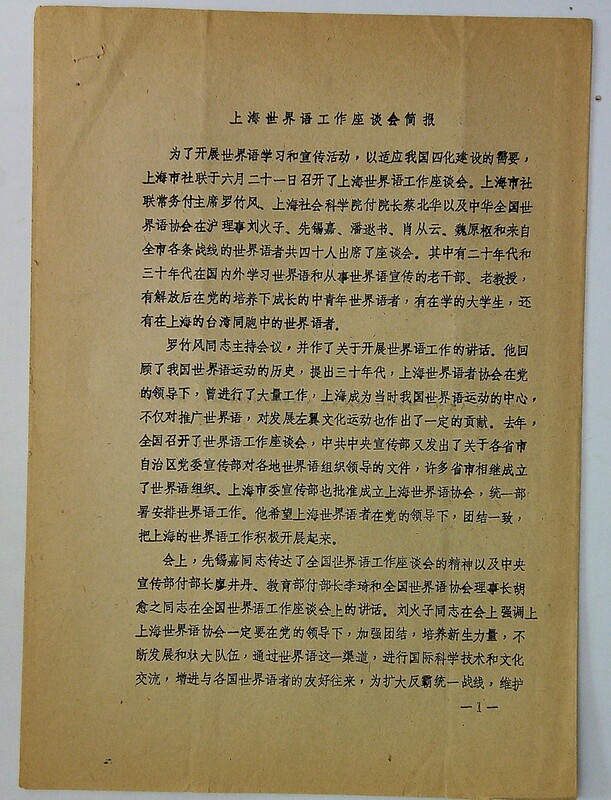 上海世界语工作座谈会简报
为了开展世界语学习和宣传活动，以适应我国四化建设的需要，
上海市社联于六月二十一日召开了上海世界语工作座谈会。上海市社
联常务付主席罗竹风、上海社会科学院付院长蔡北华以及中华全国世
界语协会在沪理事刘火子、先锡嘉、潘逖书、肖从云、魏原枢和来自
全市各条战线的世界语者共四十人出席了座谈会。其中有二十年代和
三十年代在国内外学习世界语和从事世界语宣传的老干部、老教授，
有解放后在党的培养下成长的中青年世界语者，有在学的大学生，还
有在上海的台湾同胞中的世界语者。
罗竹风同志主持会议，并作了关于开展世界语工作的讲话。他回
顾了我国世界语运动的历史，提出三十年代，上海世界语者协会在党
的领导下，曾进行了大量工作，上海成为当时我国世界语运动的中心，
不仅对推广世界语，对发展左翼文化运动也作出了一定的贡献。去年，
全国召开了世界语工作座谈会，中共中央宣传部又发出了关于各省市
自治区党委宣传部对各地世界语组织领导的文件，许多省市相继成立
了世界语组织。上海市委宣传部也批准成立上海世界语协会，统一部
署安排世界语工作。他希望上海世界语者在党的领导下，团结一致，
把上海的世界语工作积极开展起来。
会上，先锡嘉同志传达了全国世界语工作座谈会的精神以及中央
宣传部付部长廖井丹、教育部付部长李琦和全国世界语协会理事长胡
愈之同志在全国世界语工作座谈会上的讲话。刘火子同志在会上强调上
上海世界语协会一定要在党的领导下，加强团结，培养新生力量，不
断发展和壮大队伍，通过世界语这一渠道，进行国际科学技术和文化
交流，增进与各国世界语者的友好往来，为扩大反霸统一战线，维护
—1—